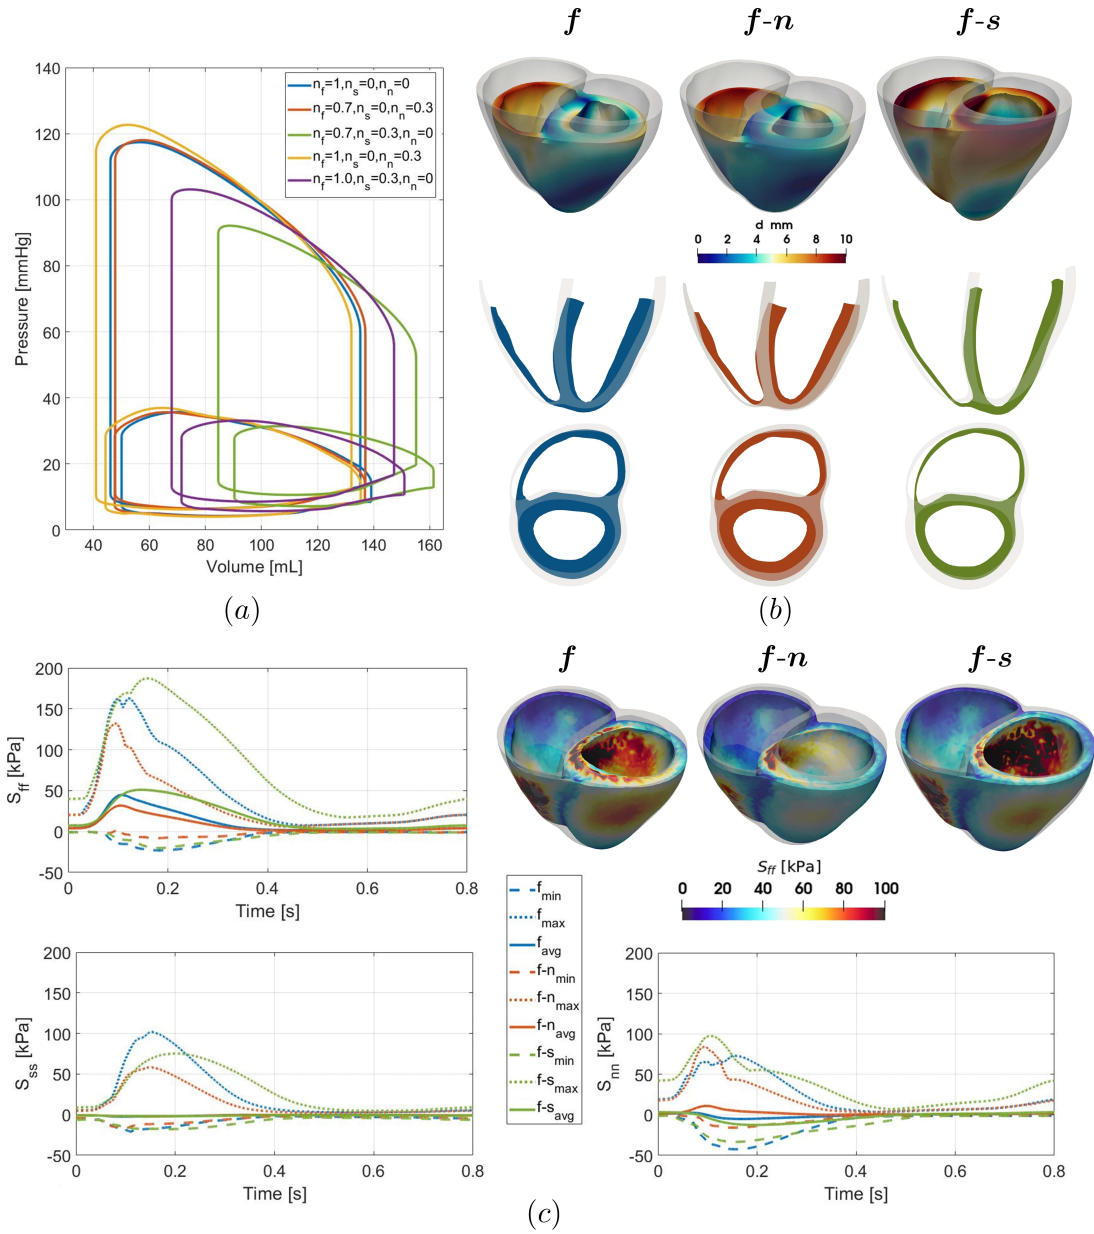 f f-n f-s
140
120
100
80
60
40
20
0
Pressure [mmHg]
n_f=1,n_s=0,n_n=0
n_f=0.7,n_s=0,n_n=0.3
n_f=0.7,n_s=0.3,n_n=0
n_f=1,n_s=0,n_n=0.3
n_f=1.0,n_s=0.3,n_n=0
40 60 80 100 120 140 160
Volume [mL]
(a)
d mm
0 2 4 6 8 10
(b)
200
150
100
50
0
-50
S_ff [kPa]
0 0.2 0.4 0.6 0.8
Time [s]
f f-n f-s
S_ff [kPa]
0 20 40 60 80 100
f_min
f_max
f_avg
f-n_min
f-n_max
f-n_avg
f-s_min
f-s_max
f-s_avg
200
150
100
50
0
-50
S_ss [kPa]
0 0.2 0.4 0.6 0.8
Time [s]
200
150
100
50
0
-50
S_nn [kPa]
0 0.2 0.4 0.6 0.8
Time [s]
(c)